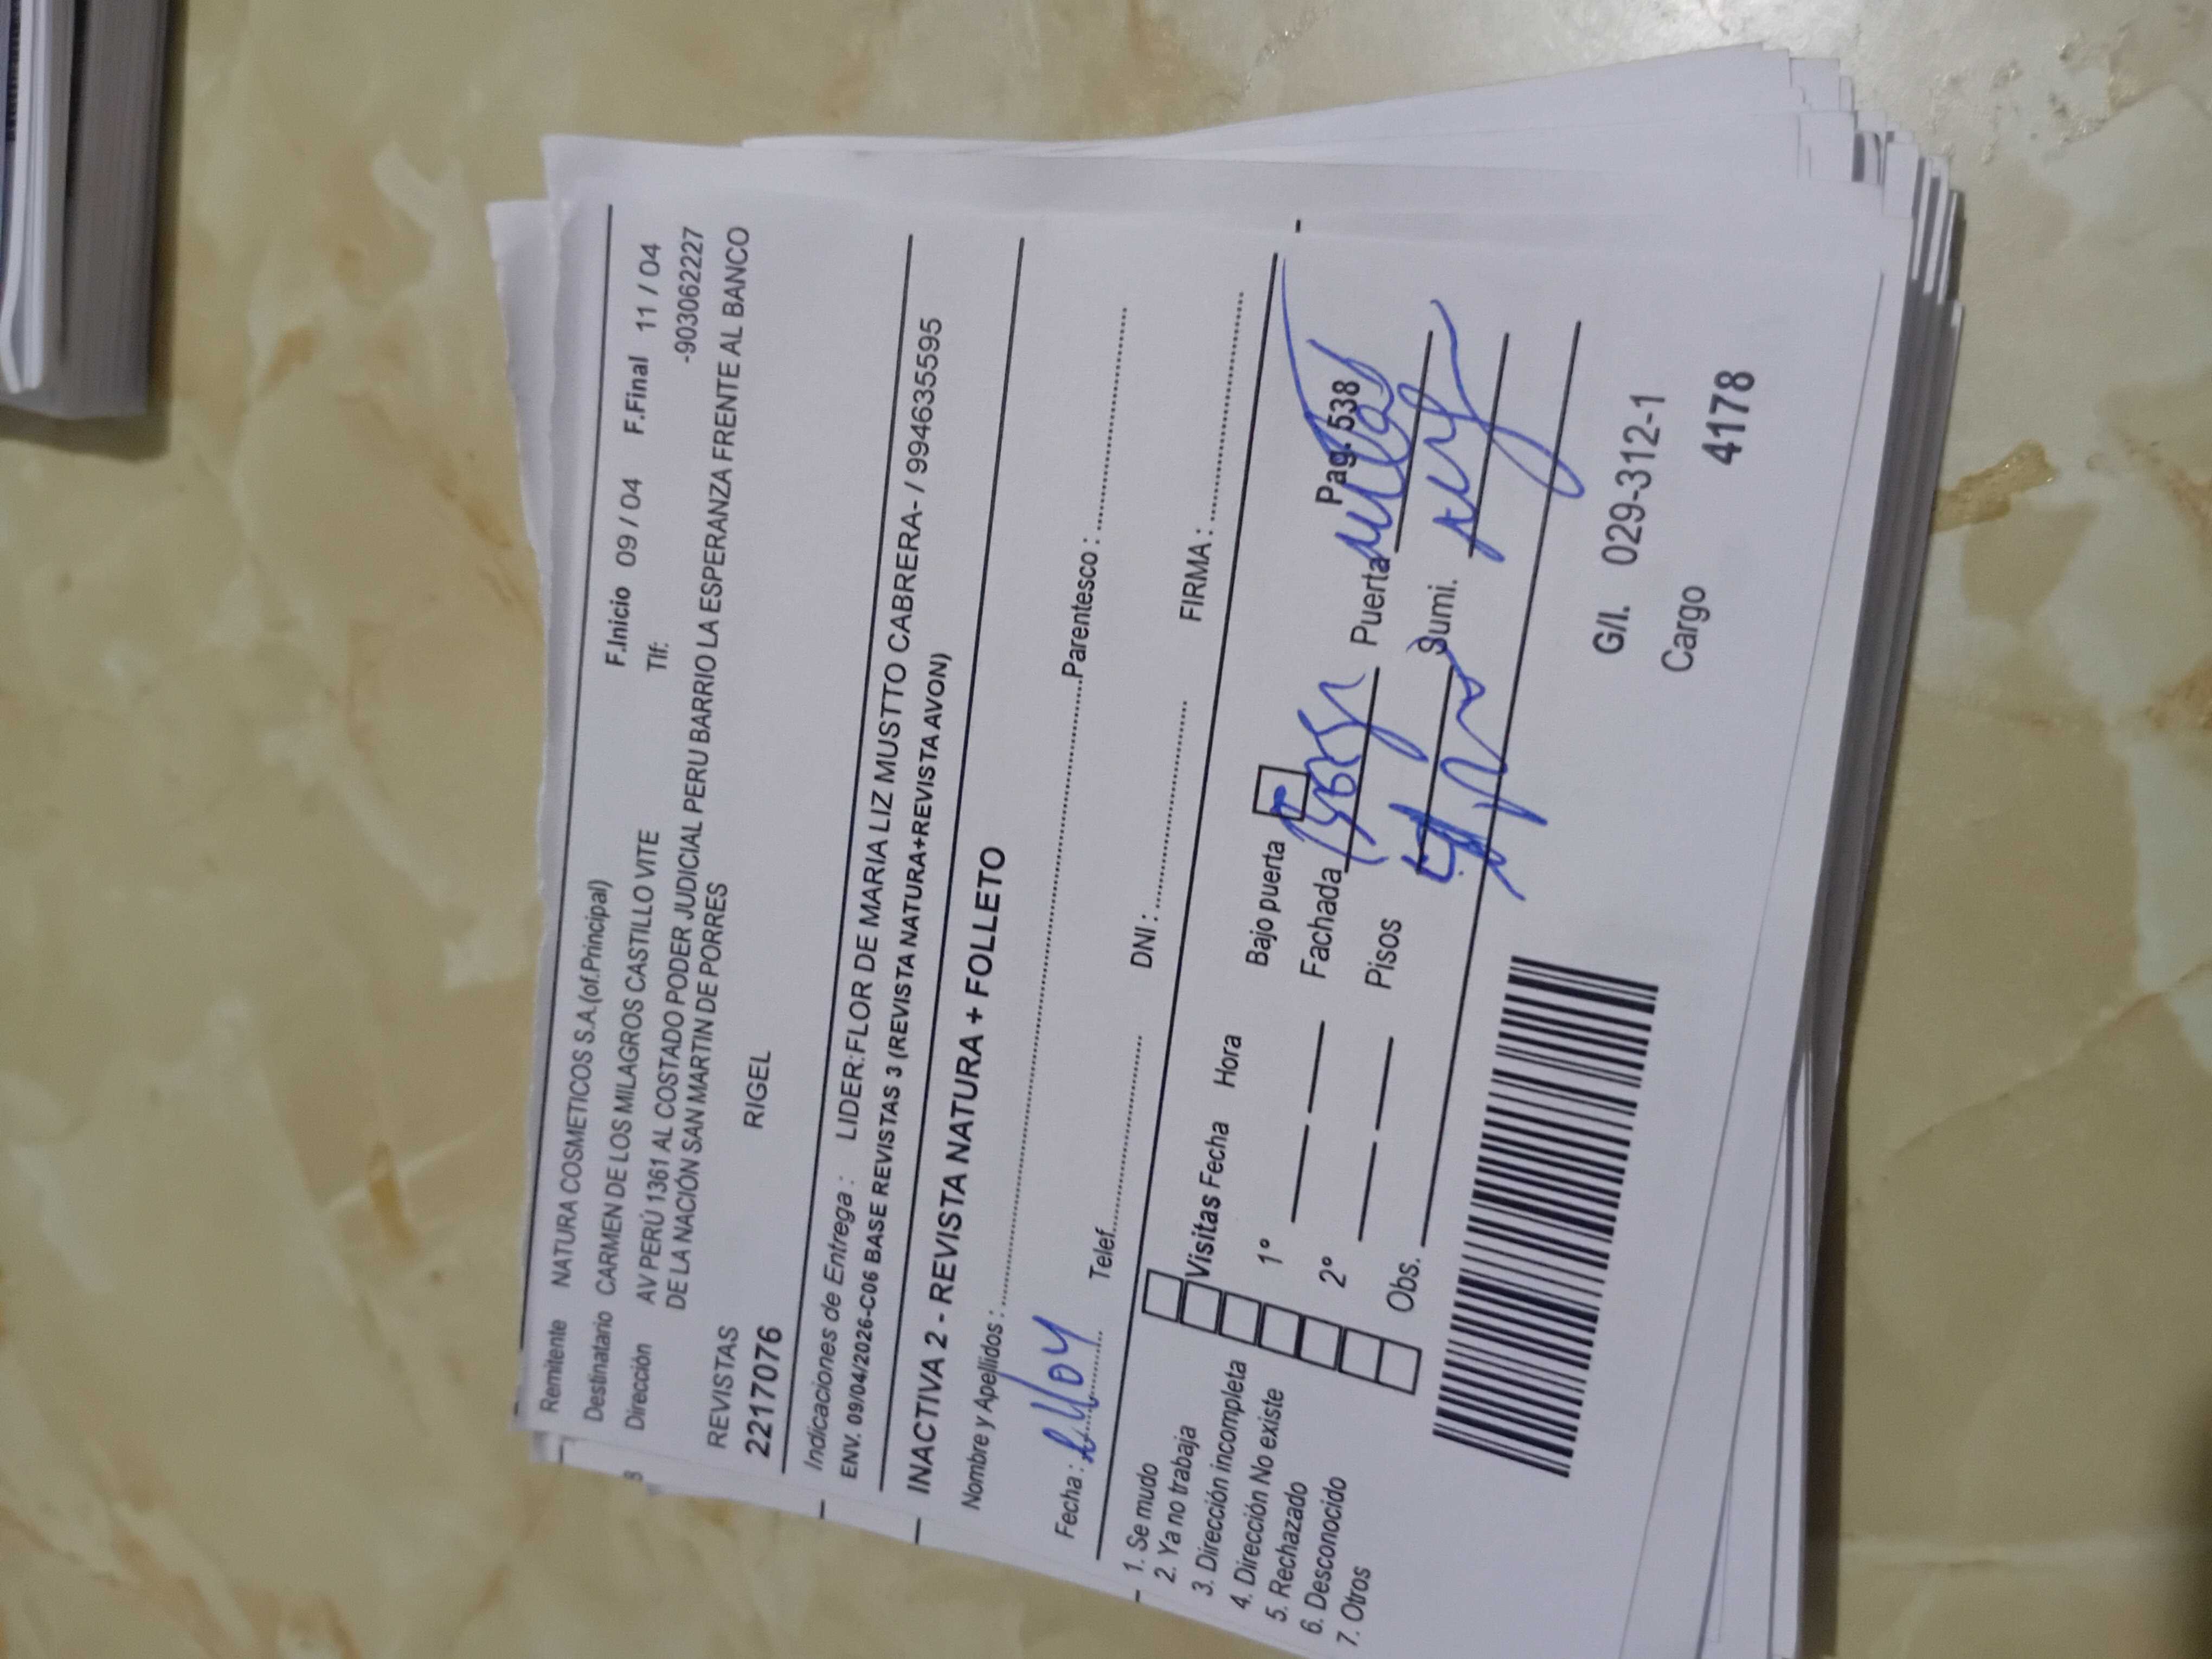 Remitente NATURA COSMETICOS S.A.(of.Principal) F.Inicio 09 / 04 F.Final 11 / 04
Destinatario CARMEN DE LOS MILAGROS CASTILLO VITE Tlf: -903062227
Dirección AV PERÚ 1361 AL COSTADO PODER JUDICIAL PERU BARRIO LA ESPERANZA FRENTE AL BANCO
DE LA NACIÓN SAN MARTIN DE PORRES
REVISTAS
2217076 RIGEL
Indicaciones de Entrega : LIDER:FLOR DE MARIA LIZ MUSTTO CABRERA- / 994635595
ENV. 09/04/2026-C06 BASE REVISTAS 3 (REVISTA NATURA+REVISTA AVON)
INACTIVA 2 - REVISTA NATURA + FOLLETO
Nombre y Apellidos : Parentesco :
Fecha : Telef. DNI : FIRMA :
1. Se mudo
2. Ya no trabaja
3. Dirección incompleta
4. Dirección No existe
5. Rechazado
6. Desconocido
7. Otros
Visitas Fecha Hora Bajo puerta Pag. 538
1º Fachada Puerta
2º Pisos Sumi.
Obs.
G/I. 029-312-1
Cargo 4178